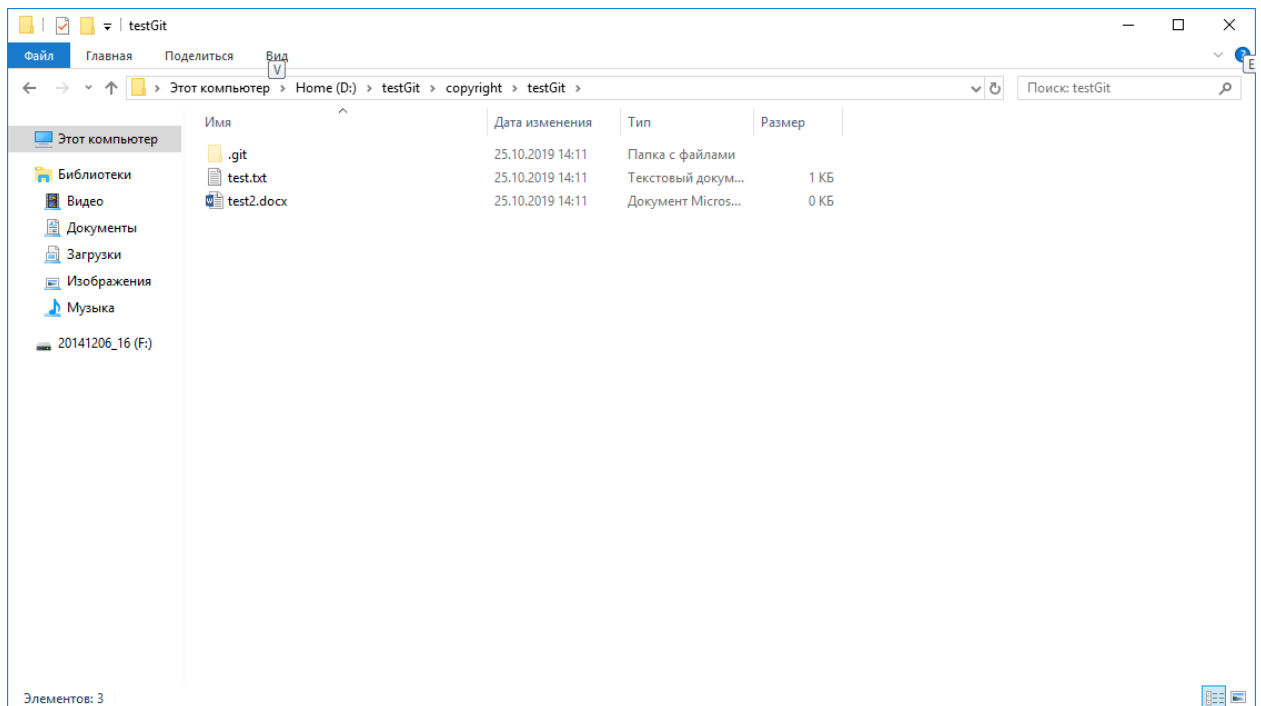 testGit
Файл Главная Поделиться Вид
V
E
Этот компьютер > Home (D:) > testGit > copyright > testGit >
Поиск: testGit
Имя Дата изменения Тип Размер
Этот компьютер
Библиотеки
Видео
Документы
Загрузки
Изображения
Музыка
20141206_16 (F:)
.git 25.10.2019 14:11 Папка с файлами
test.txt 25.10.2019 14:11 Текстовый докум... 1 КБ
test2.docx 25.10.2019 14:11 Документ Micros... 0 КБ
Элементов: 3